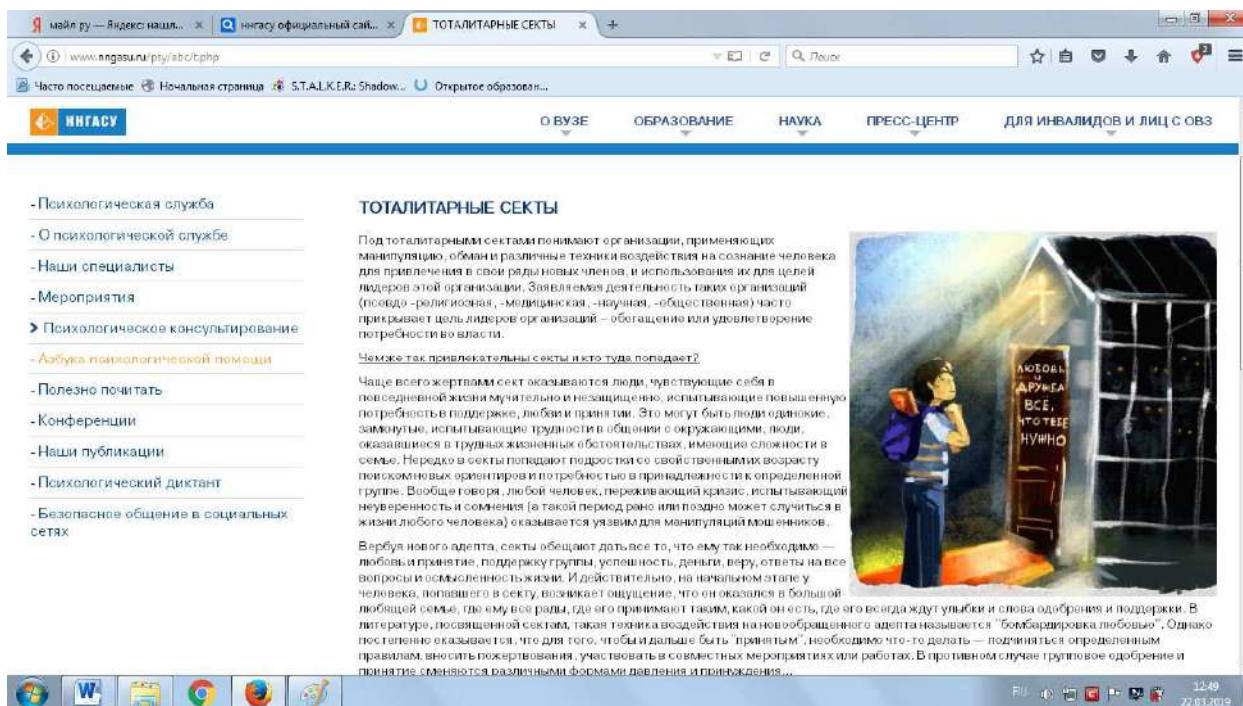 майл ру — Яндекс: нашл...
ннгасу официальный сай...
ТОТАЛИТАРНЫЕ СЕКТЫ
www.nngasu.ru/psy/abc/t.php
Поиск
Часто посещаемые
Начальная страница
S.T.A.L.K.E.R.: Shadow...
Открытое образован...
ННГАСУ
О ВУЗЕ
ОБРАЗОВАНИЕ
НАУКА
ПРЕСС-ЦЕНТР
ДЛЯ ИНВАЛИДОВ И ЛИЦ С ОВЗ
- Психологическая служба
- О психологической службе
- Наши специалисты
- Мероприятия
Психологическое консультирование
- Азбука психологической помощи
- Полезно почитать
- Конференции
- Наши публикации
- Психологический диктант
- Безопасное общение в социальных
сетях
ТОТАЛИТАРНЫЕ СЕКТЫ
Под тоталитарными сектами понимают организации, применяющих
манипуляцию, обман и различные техники воздействия на сознание человека
для привлечения в свои ряды новых членов, и использования их для целей
лидеров этой организации. Заявляемая деятельность таких организаций
(псевдо -религиозная, -медицинская, -научная, -общественная) часто
прикрывает цель лидеров организаций – обогащение или удовлетворение
потребности во власти.
Чем же так привлекательны секты и кто туда попадает?
Чаще всего жертвами сект оказываются люди, чувствующие себя в
повседневной жизни мучительно и незащищенно, испытывающие повышенную
потребность в поддержке, любви и принятии. Это могут быть люди одинокие,
замкнутые, испытывающие трудности в общении с окружающими, люди,
оказавшиеся в трудных жизненных обстоятельствах, имеющие сложности в
семье. Нередко в секты попадают подростки со свойственным их возрасту
поиском новых ориентиров и потребностью в принадлежности к определенной
группе. Вообще говоря, любой человек, переживающий кризис, испытывающий
неуверенность и сомнения (а такой период рано или поздно может случиться в
жизни любого человека) оказывается уязвим для манипуляций мошенников.
Вербуя нового адепта, секты обещают дать все то, что ему так необходимо —
любовь и принятие, поддержку группы, успешность, деньги, веру, ответы на все
вопросы и осмысленность жизни. И действительно, на начальном этапе у
человека, попавшего в секту, возникает ощущение, что он оказался в большой
любящей семье, где ему все рады, где его принимают таким, какой он есть, где его всегда ждут улыбки и слова одобрения и поддержки. В
литературе, посвященной сектам, такая техника воздействия на новообращенного адепта называется "бомбардировка любовью". Однако
постепенно оказывается, что для того, чтобы и дальше быть "принятым", необходимо что-то делать — подчиняться определенным
правилам, вносить пожертвования, участвовать в совместных мероприятиях или работах. В противном случае групповое одобрение и
принятие сменяются различными формами давления и принуждения...
ЛЮБОВЬ
И
ДРУЖБА
ВСЁ,
ЧТО ТЕБЕ
НУЖНО
RU
12:49
22.03.2019